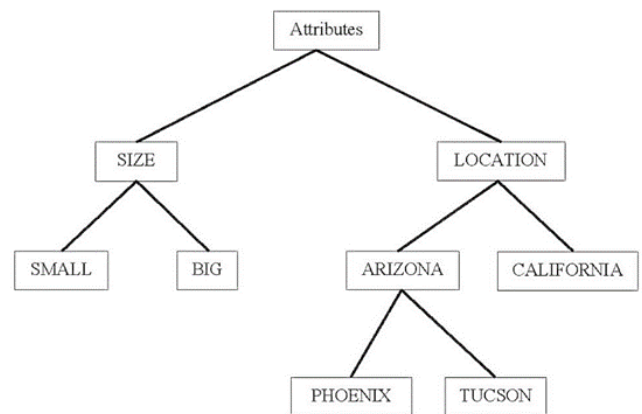 Attributes
SIZE
LOCATION
SMALL
BIG
ARIZONA
CALIFORNIA
PHOENIX
TUCSON